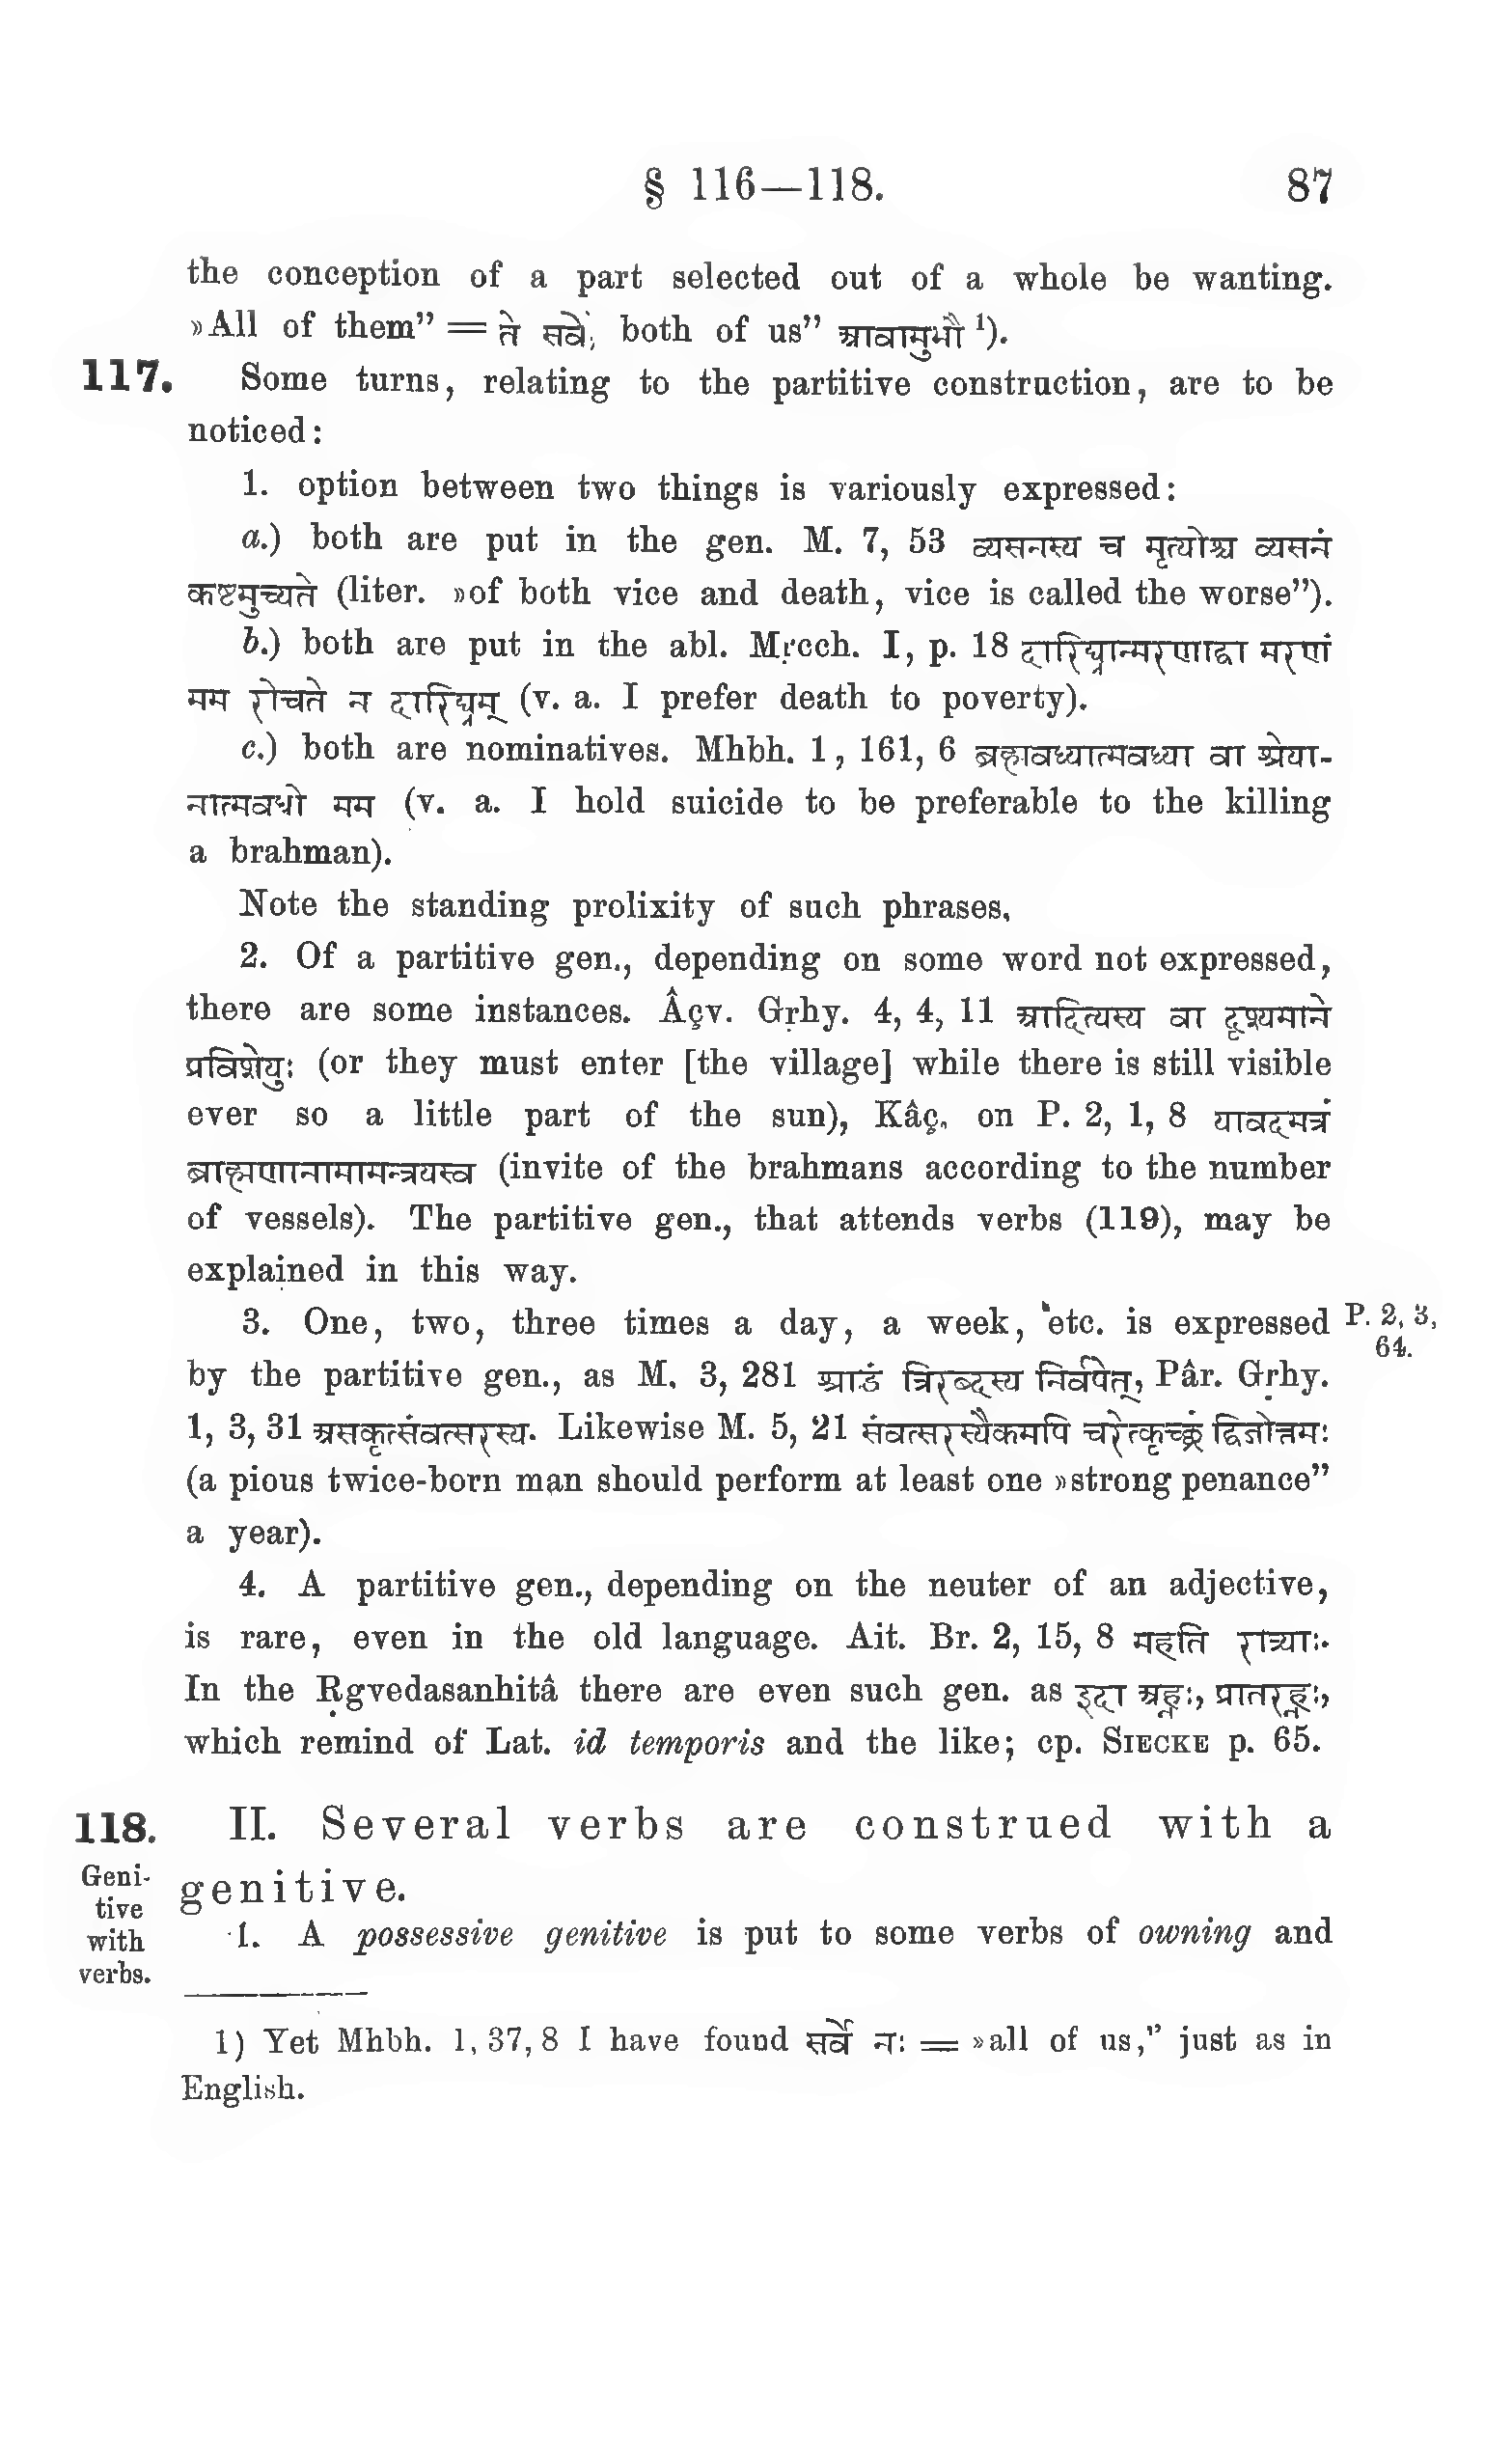 § 116—118. 87
the conception of a part selected out of a whole be wanting.
»All of them” = ते सर्वे; both of us” आवामुभौ ¹).
117. Some turns, relating to the partitive construction, are to be
noticed:
1. option between two things is variously expressed:
a.) both are put in the gen. M. 7, 53 व्यसनस्य च मृत्योश्च व्यसनं
कष्टमुच्यते (liter. »of both vice and death, vice is called the worse”).
b.) both are put in the abl. Mṛcch. I, p. 18 दारिद्र्यान्मरणाद्वा मरणं
मम रोचते न दारिद्र्यम् (v. a. I prefer death to poverty).
c.) both are nominatives. Mhbh. 1, 161, 6 ब्रह्मवध्यात्मवध्या वा श्रेया-
नात्मवधो मम (v. a. I hold suicide to be preferable to the killing
a brahman).
Note the standing prolixity of such phrases.
2. Of a partitive gen., depending on some word not expressed,
there are some instances. Âçv. Gṛhy. 4, 4, 11 आदित्यस्य वा दृश्यमाने
प्रविशेयुः (or they must enter [the village] while there is still visible
ever so a little part of the sun), Kâç. on P. 2, 1, 8 यावदमत्रं
ब्राह्मणानामामन्त्रयस्व (invite of the brahmans according to the number
of vessels). The partitive gen., that attends verbs (119), may be
explained in this way.
3. One, two, three times a day, a week, etc. is expressed P. 2, 3,
64.
by the partitive gen., as M. 3, 281 श्राद्धं त्रिरब्दस्य निर्वपेत्, Pâr. Gṛhy.
1, 3, 31 असकृत्संवत्सरस्य. Likewise M. 5, 21 संवत्सरस्यैकमपि चरेत्कृच्छ्रं द्विजोत्तमः
(a pious twice-born man should perform at least one »strong penance”
a year).
4. A partitive gen., depending on the neuter of an adjective,
is rare, even in the old language. Ait. Br. 2, 15, 8 महति रात्र्याः.
In the Ṛgvedasanhitâ there are even such gen. as इदा अह्नः, प्रातरह्नः,
which remind of Lat. id temporis and the like; cp. SIECKE p. 65.
118. II. Several verbs are construed with a
genitive.
Geni-
tive
with
verbs.
1. A possessive genitive is put to some verbs of owning and
1) Yet Mhbh. 1, 37, 8 I have found सर्वे नः = »all of us,” just as in
English.